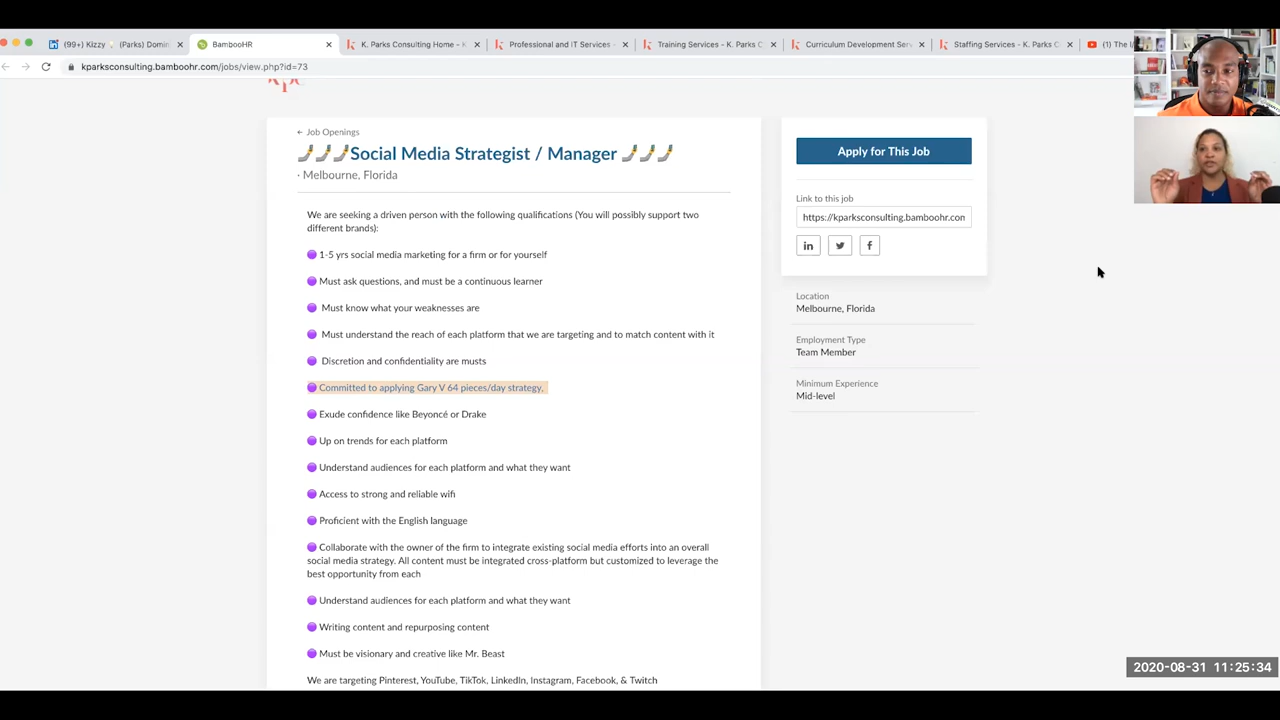 (99+) Kizzy
(Parks) Domin
BambooHR
K. Parks Consulting Home -
Professional and IT Services -
Training Services - K. Parks C
Curriculum Development Serv
Staffing Services - K. Parks C
(1) The
kparksconsulting.bamboohr.com/jobs/view.php?id=73
← Job Openings
Social Media Strategist / Manager
· Melbourne, Florida
We are seeking a driven person with the following qualifications (You will possibly support two
different brands):
1-5 yrs social media marketing for a firm or for yourself
Must ask questions, and must be a continuous learner
Must know what your weaknesses are
Must understand the reach of each platform that we are targeting and to match content with it
Discretion and confidentiality are musts
Committed to applying Gary V 64 pieces/day strategy,
Exude confidence like Beyoncé or Drake
Up on trends for each platform
Understand audiences for each platform and what they want
Access to strong and reliable wifi
Proficient with the English language
Collaborate with the owner of the firm to integrate existing social media efforts into an overall
social media strategy. All content must be integrated cross-platform but customized to leverage the
best opportunity from each
Understand audiences for each platform and what they want
Writing content and repurposing content
Must be visionary and creative like Mr. Beast
We are targeting Pinterest, YouTube, TikTok, LinkedIn, Instagram, Facebook, & Twitch
Apply for This Job
Link to this job
https://kparksconsulting.bamboohr.con
Location
Melbourne, Florida
Employment Type
Team Member
Minimum Experience
Mid-level
2020-08-31 11:25:34